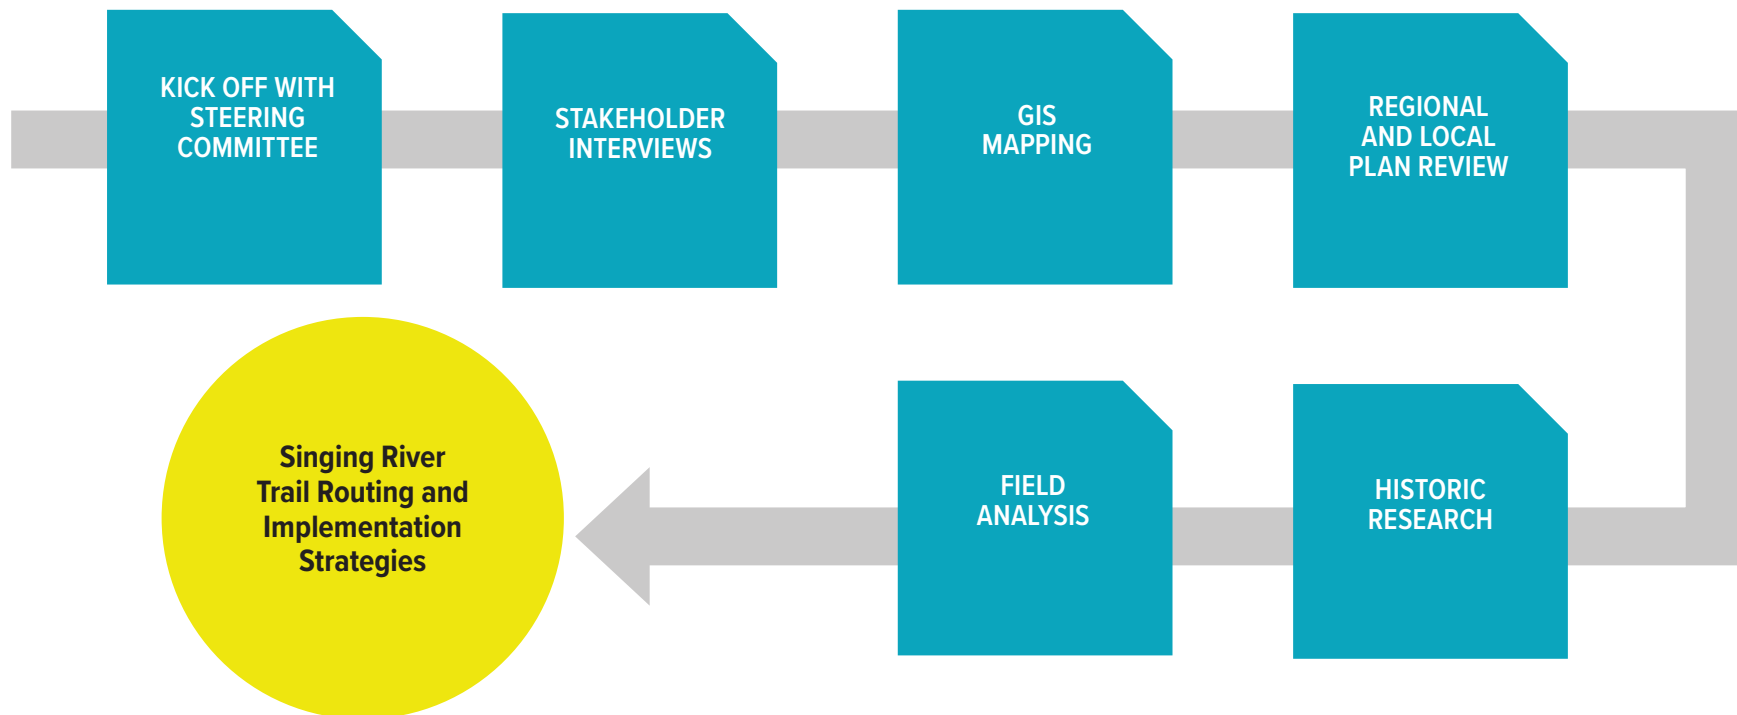 KICK OFF WITH
STEERING
COMMITTEE
STAKEHOLDER
INTERVIEWS
GIS
MAPPING
REGIONAL
AND LOCAL
PLAN REVIEW
HISTORIC
RESEARCH
FIELD
ANALYSIS
Singing River
Trail Routing and
Implementation
Strategies